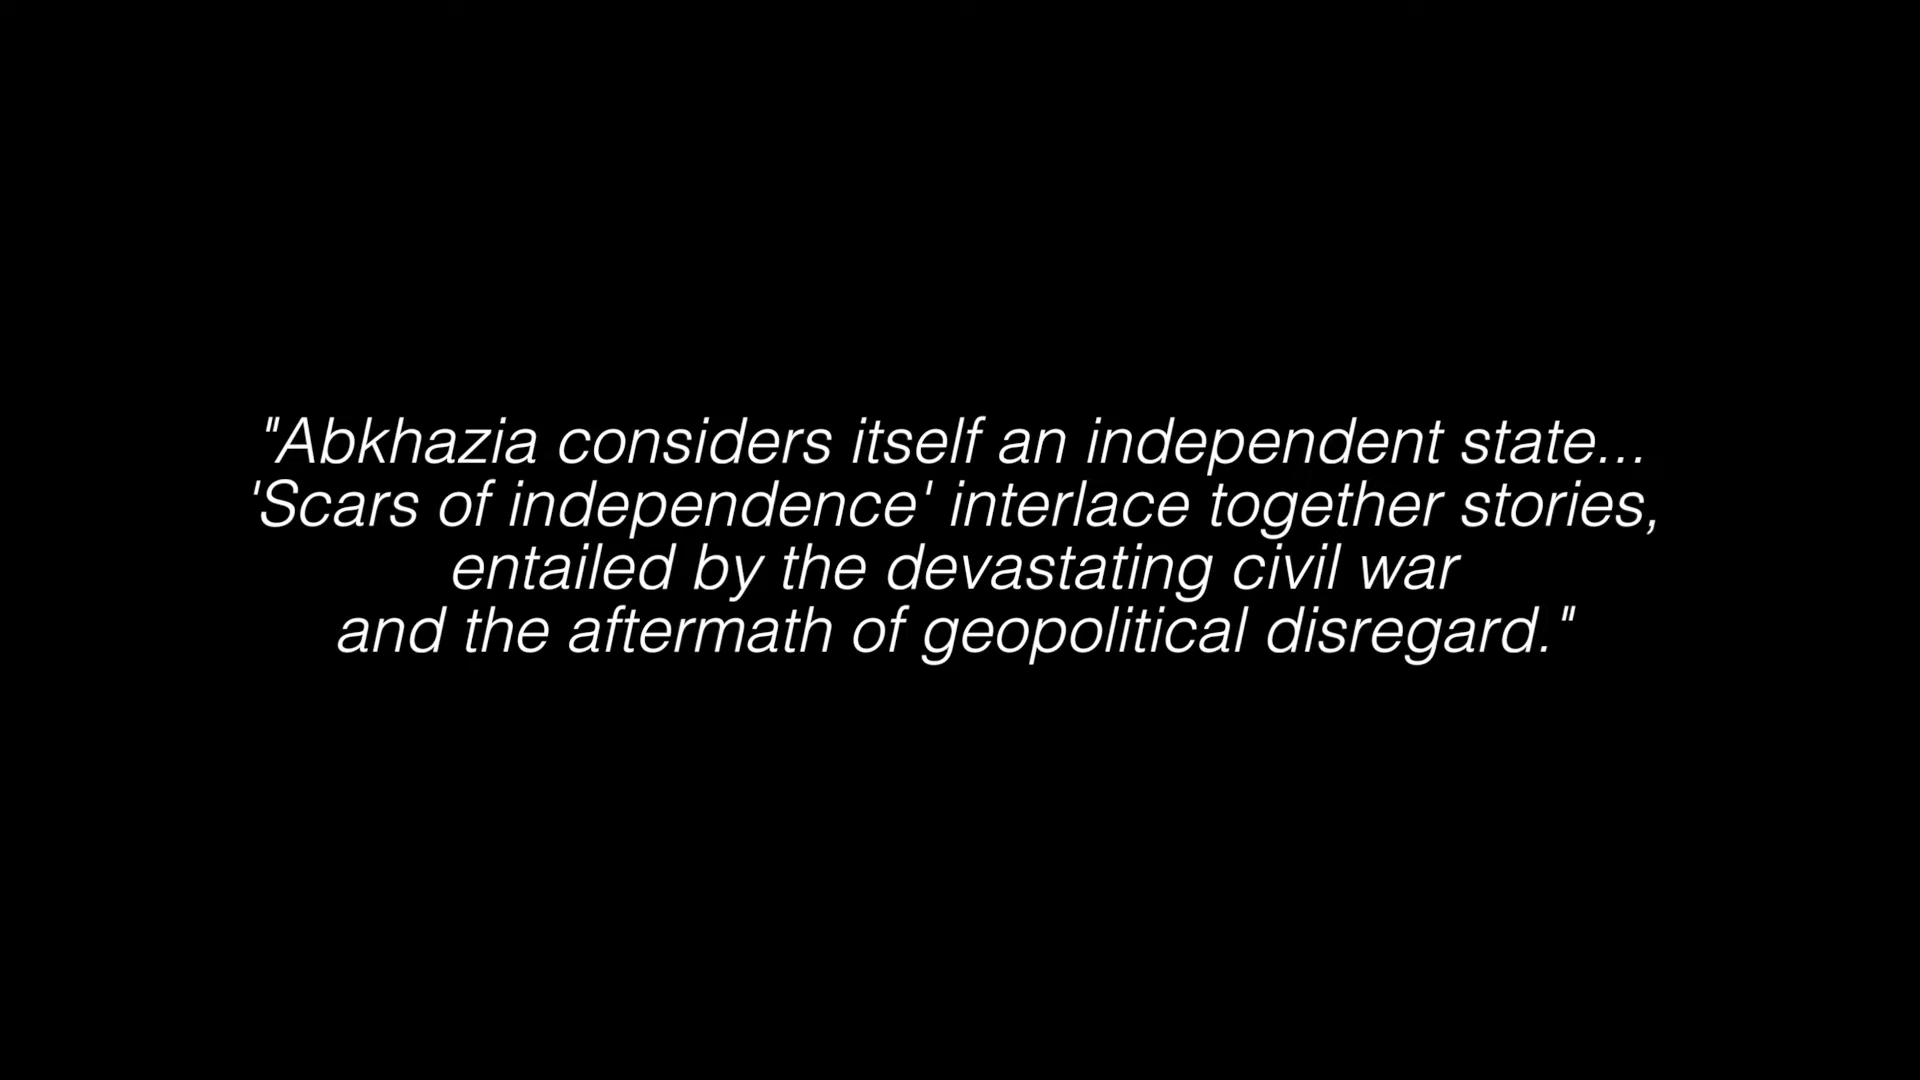 "Abkhazia considers itself an independent state...
'Scars of independence' interlace together stories,
entailed by the devastating civil war
and the aftermath of geopolitical disregard."